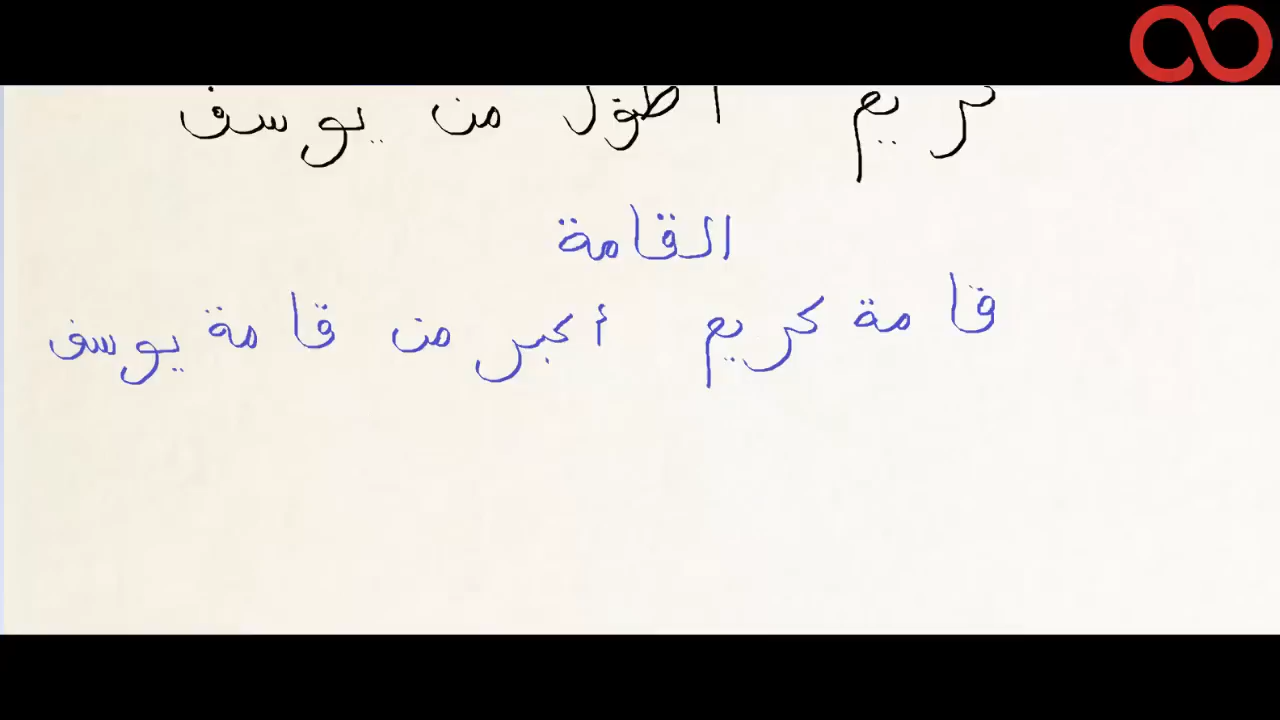 كريم أطول من يوسف
القامة
قامة كريم أكبر من قامة يوسف